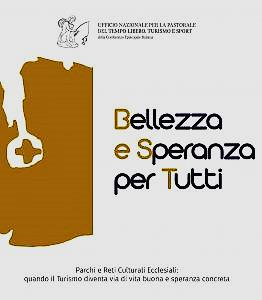 UFFICIO NAZIONALE PER LA PASTORALE
DEL TEMPO LIBERO, TURISMO E SPORT
della Conferenza Episcopale Italiana
Bellezza
e Speranza
per Tutti
Parchi e Reti Culturali Ecclesiali:
quando il Turismo diventa via di vita buona e speranza concreta